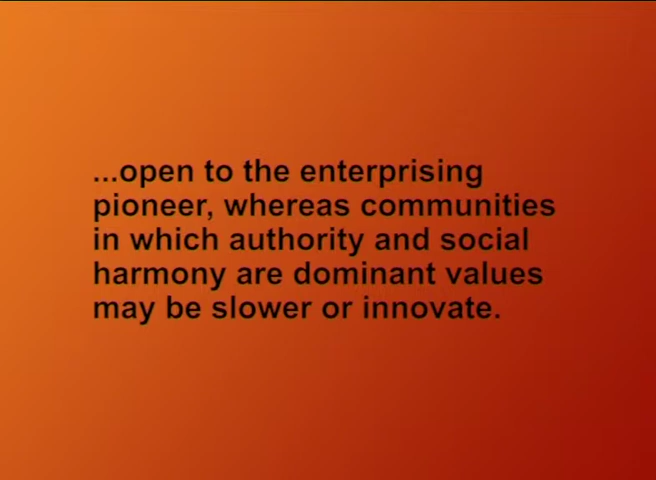 ...open to the enterprising
pioneer, whereas communities
in which authority and social
harmony are dominant values
may be slower or innovate.